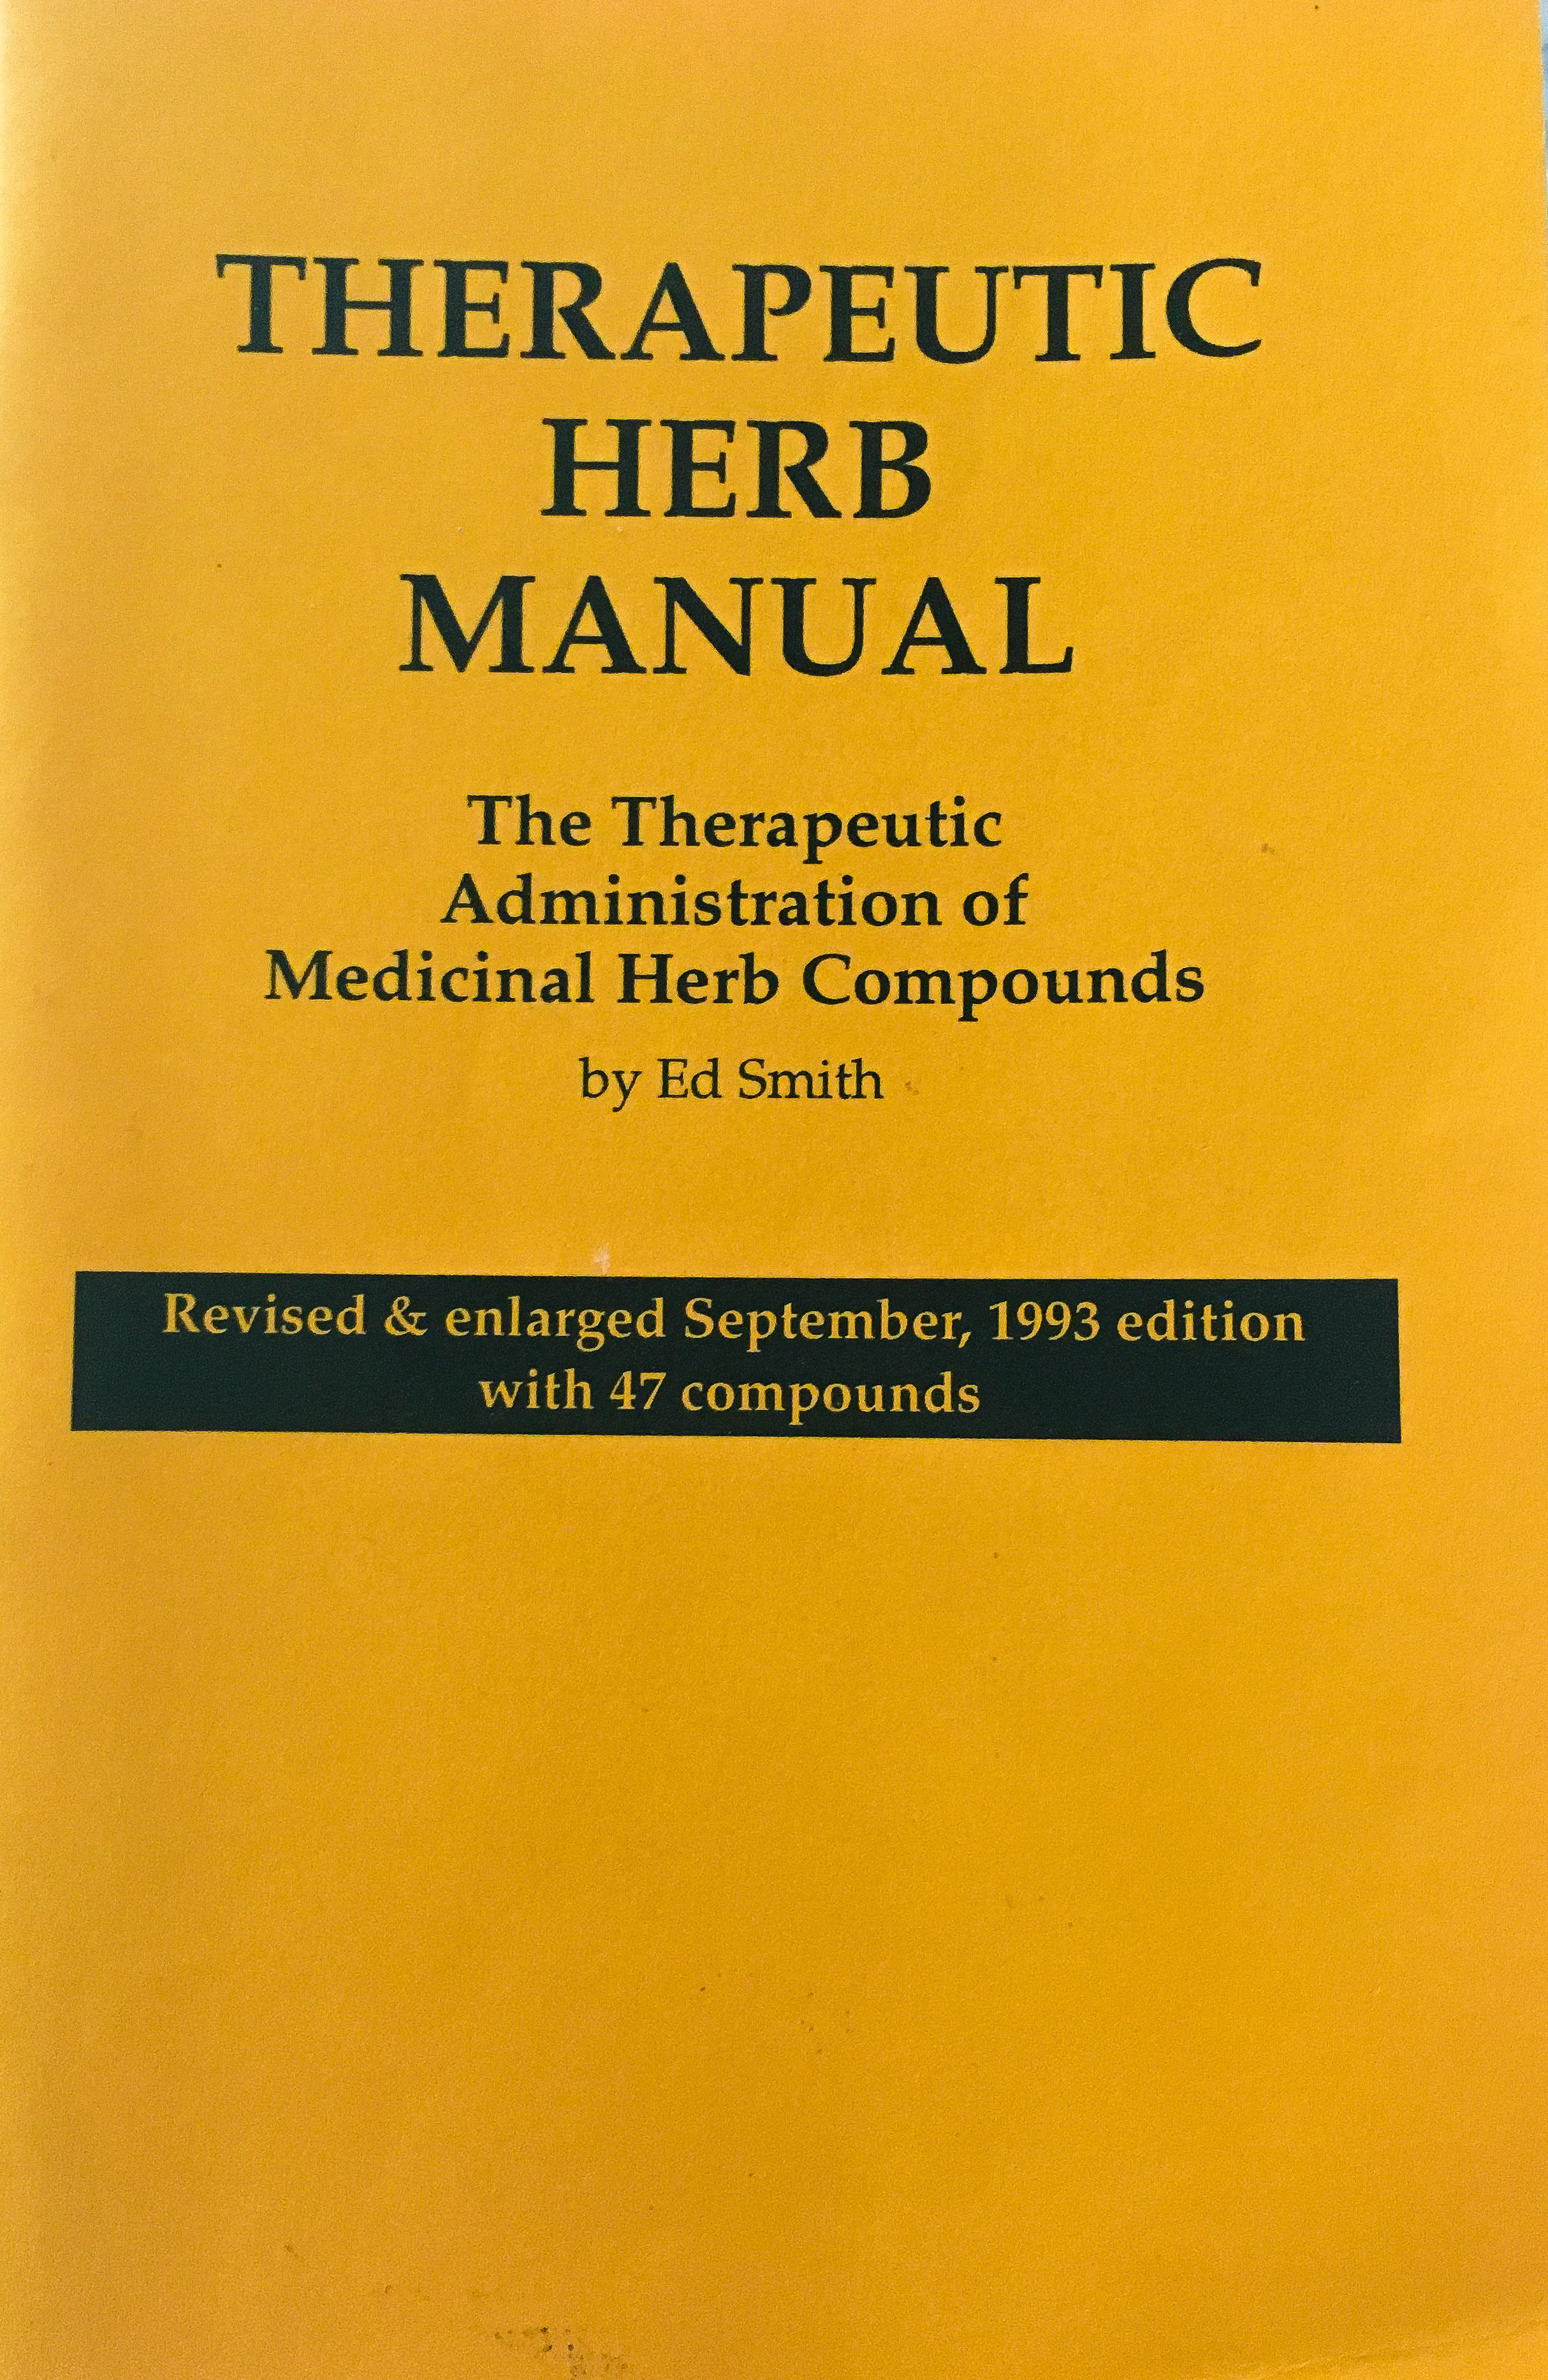 THERAPEUTIC
HERB
MANUAL
The Therapeutic
Administration of
Medicinal Herb Compounds
by Ed Smith
Revised & enlarged September, 1993 edition
with 47 compounds